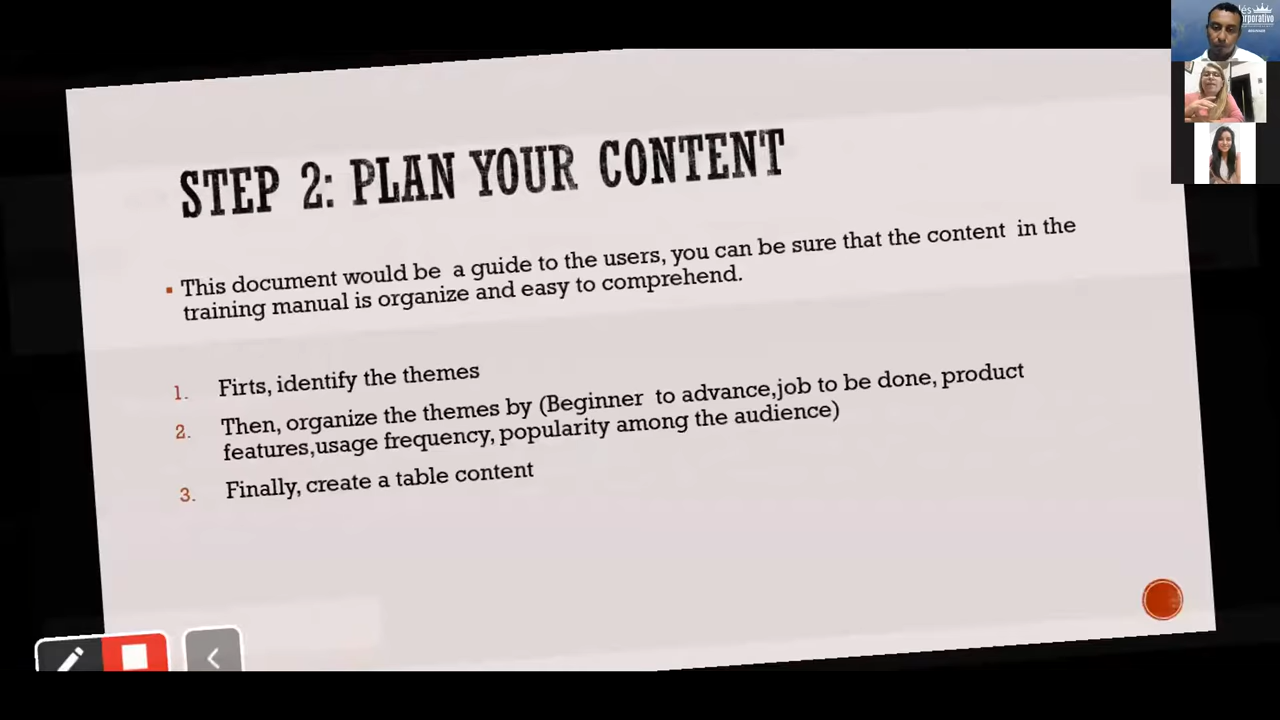 STEP 2: PLAN YOUR CONTENT
▪ This document would be a guide to the users, you can be sure that the content in the
training manual is organize and easy to comprehend.
1. Firts, identify the themes
2. Then, organize the themes by (Beginner to advance,job to be done, product
features,usage frequency, popularity among the audience)
3. Finally, create a table content